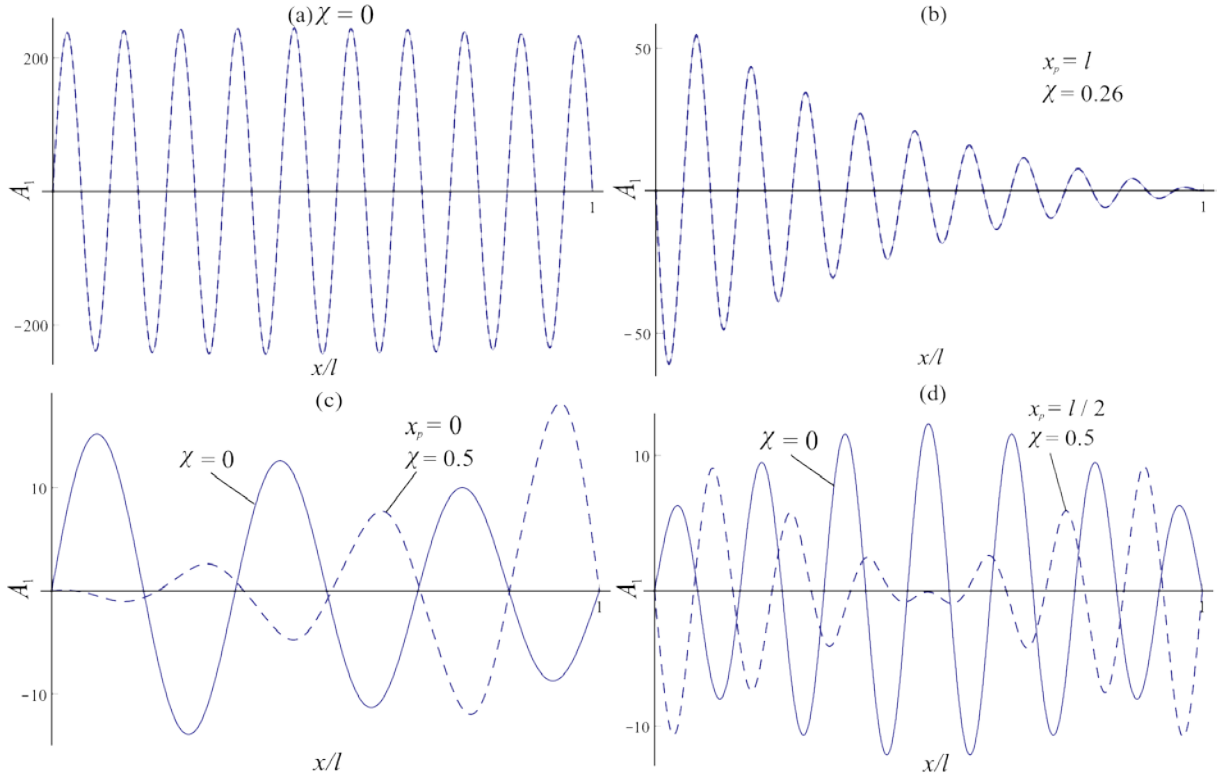 (a) χ = 0
200
A₁
1
-200
x/l
(b)
50
xₚ = l
χ = 0.26
A₁
1
-50
x/l
(c)
xₚ = 0
χ = 0
χ = 0.5
10
A₁
1
-10
x/l
(d)
xₚ = l / 2
χ = 0
χ = 0.5
10
A₁
1
-10
x/l